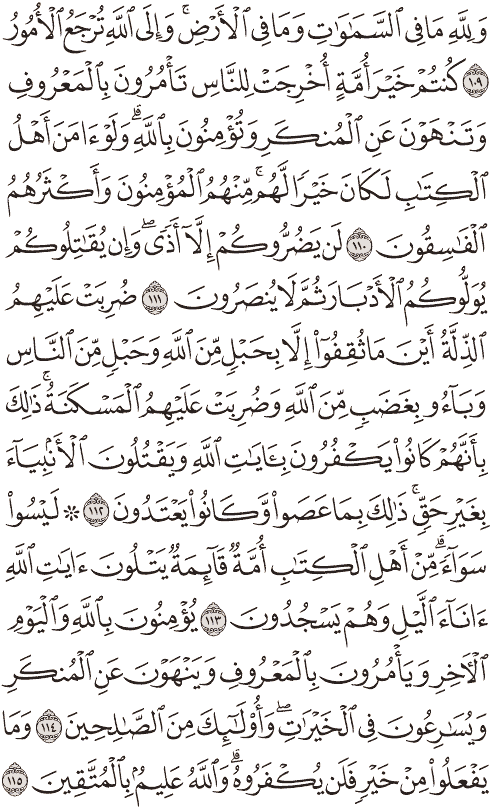 وَلِلَّهِ مَا فِي ٱلسَّمَٰوَٰتِ وَمَا فِي ٱلۡأَرۡضِۚ وَإِلَى ٱللَّهِ تُرۡجَعُ ٱلۡأُمُورُ
١٠٩ كُنتُمۡ خَيۡرَ أُمَّةٍ أُخۡرِجَتۡ لِلنَّاسِ تَأۡمُرُونَ بِٱلۡمَعۡرُوفِ
وَتَنۡهَوۡنَ عَنِ ٱلۡمُنكَرِ وَتُؤۡمِنُونَ بِٱللَّهِۗ وَلَوۡ ءَامَنَ أَهۡلُ
ٱلۡكِتَٰبِ لَكَانَ خَيۡرٗا لَّهُمۚ مِّنۡهُمُ ٱلۡمُؤۡمِنُونَ وَأَكۡثَرُهُمُ
ٱلۡفَٰسِقُونَ ١١٠ لَن يَضُرُّوكُمۡ إِلَّآ أَذٗىۖ وَإِن يُقَٰتِلُوكُمۡ
يُوَلُّوكُمُ ٱلۡأَدۡبَارَ ثُمَّ لَا يُنصَرُونَ ١١١ ضُرِبَتۡ عَلَيۡهِمُ
ٱلذِّلَّةُ أَيۡنَ مَا ثُقِفُوٓاْ إِلَّا بِحَبۡلٖ مِّنَ ٱللَّهِ وَحَبۡلٖ مِّنَ ٱلنَّاسِ
وَبَآءُو بِغَضَبٖ مِّنَ ٱللَّهِ وَضُرِبَتۡ عَلَيۡهِمُ ٱلۡمَسۡكَنَةُۚ ذَٰلِكَ
بِأَنَّهُمۡ كَانُواْ يَكۡفُرُونَ بِـَٔايَٰتِ ٱللَّهِ وَيَقۡتُلُونَ ٱلۡأَنۢبِيَآءَ
بِغَيۡرِ حَقّٖۚ ذَٰلِكَ بِمَا عَصَواْ وَّكَانُواْ يَعۡتَدُونَ ١١٢ ۞ لَيۡسُواْ
سَوَآءٗۗ مِّنۡ أَهۡلِ ٱلۡكِتَٰبِ أُمَّةٞ قَآئِمَةٞ يَتۡلُونَ ءَايَٰتِ ٱللَّهِ
ءَانَآءَ ٱلَّيۡلِ وَهُمۡ يَسۡجُدُونَ ١١٣ يُؤۡمِنُونَ بِٱللَّهِ وَٱلۡيَوۡمِ
ٱلۡأٓخِرِ وَيَأۡمُرُونَ بِٱلۡمَعۡرُوفِ وَيَنۡهَوۡنَ عَنِ ٱلۡمُنكَرِ
وَيُسَٰرِعُونَ فِي ٱلۡخَيۡرَٰتِۖ وَأُوْلَٰٓئِكَ مِنَ ٱلصَّٰلِحِينَ ١١٤ وَمَا
يَفۡعَلُواْ مِنۡ خَيۡرٖ فَلَن يُكۡفَرُوهُۗ وَٱللَّهُ عَلِيمُۢ بِٱلۡمُتَّقِينَ ١١٥